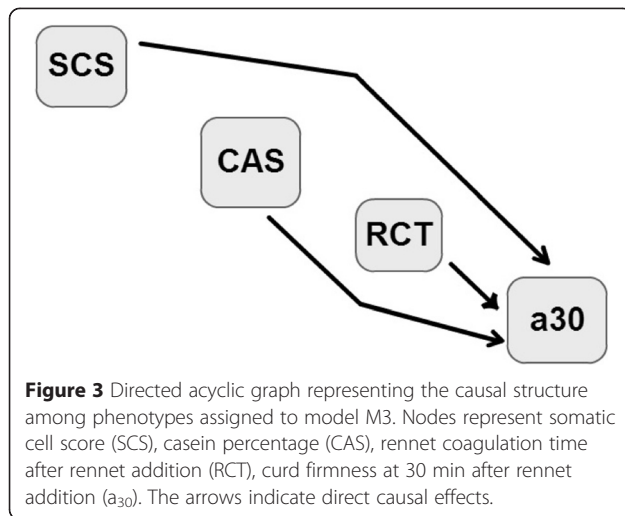 SCS
CAS
RCT
a30
Figure 3 Directed acyclic graph representing the causal structure
among phenotypes assigned to model M3. Nodes represent somatic
cell score (SCS), casein percentage (CAS), rennet coagulation time
after rennet addition (RCT), curd firmness at 30 min after rennet
addition (a₃₀). The arrows indicate direct causal effects.